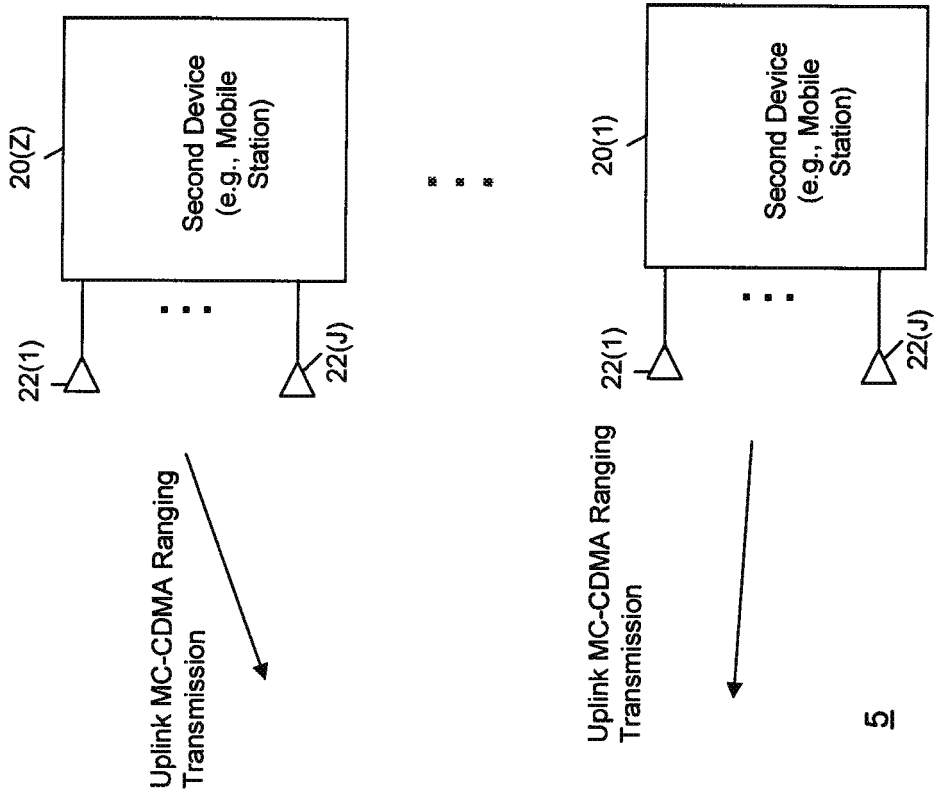 20(Z)
Second Device
(e.g., Mobile
Station)
22(1)
22(J)
Uplink MC-CDMA Ranging
Transmission
20(1)
Second Device
(e.g., Mobile
Station)
22(1)
22(J)
Uplink MC-CDMA Ranging
Transmission
5